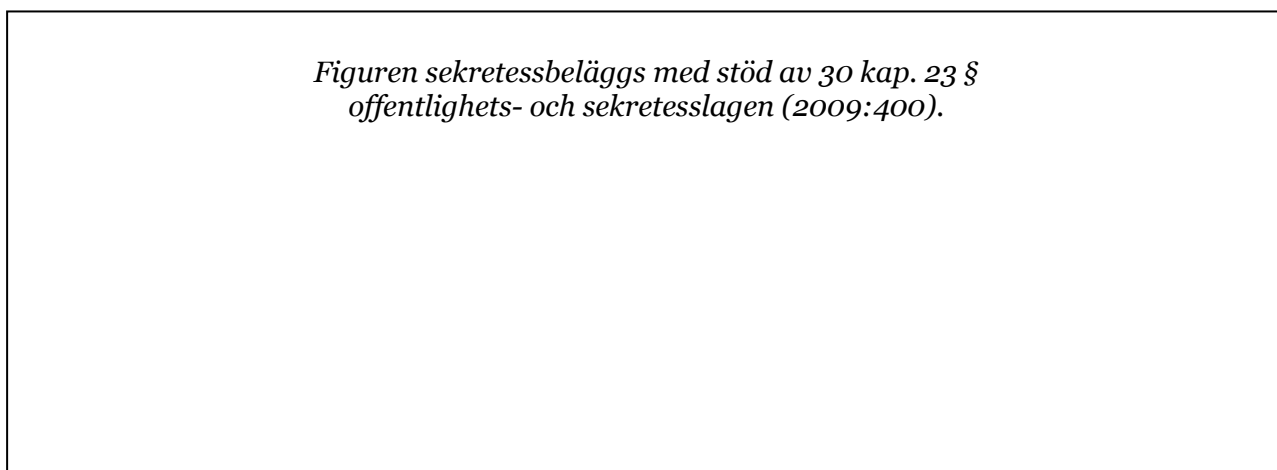 Figuren sekretessbeläggs med stöd av 30 kap. 23 §
offentlighets- och sekretesslagen (2009:400).